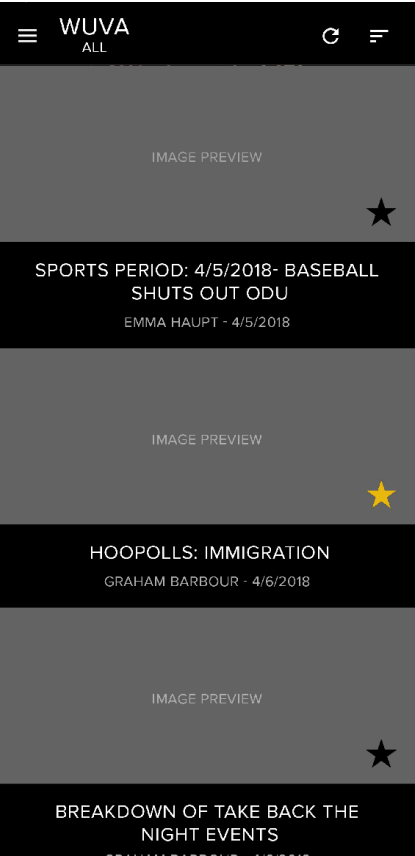 WUVA
ALL
IMAGE PREVIEW
SPORTS PERIOD: 4/5/2018- BASEBALL
SHUTS OUT ODU
EMMA HAUPT - 4/5/2018
IMAGE PREVIEW
HOOPOLLS: IMMIGRATION
GRAHAM BARBOUR - 4/6/2018
IMAGE PREVIEW
BREAKDOWN OF TAKE BACK THE
NIGHT EVENTS